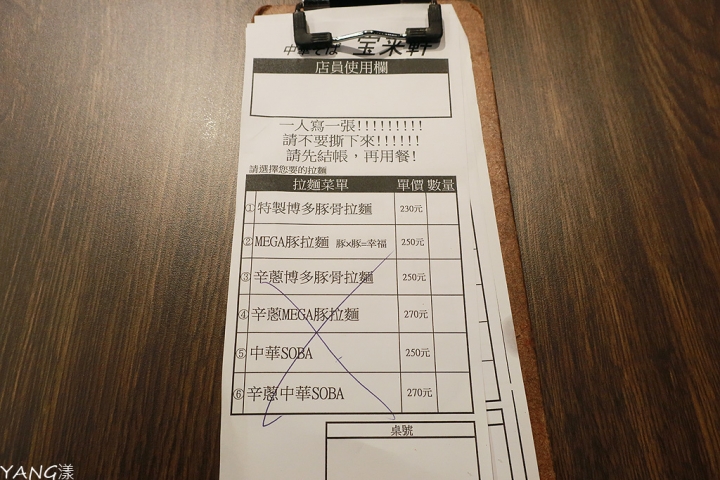 中華そば 宝来軒
店員使用欄
一人寫一張!!!!!!!!!
請不要撕下來!!!!!!
請先結帳，再用餐!
請選擇您要的拉麵
拉麵菜單 單價 數量
①特製博多豚骨拉麵 230元
②MEGA豚拉麵 豚x豚=幸福 250元
③辛蔥博多豚骨拉麵 250元
④辛蔥MEGA豚拉麵 270元
⑤中華SOBA 250元
⑥辛蔥中華SOBA 270元
桌號
YANG漾